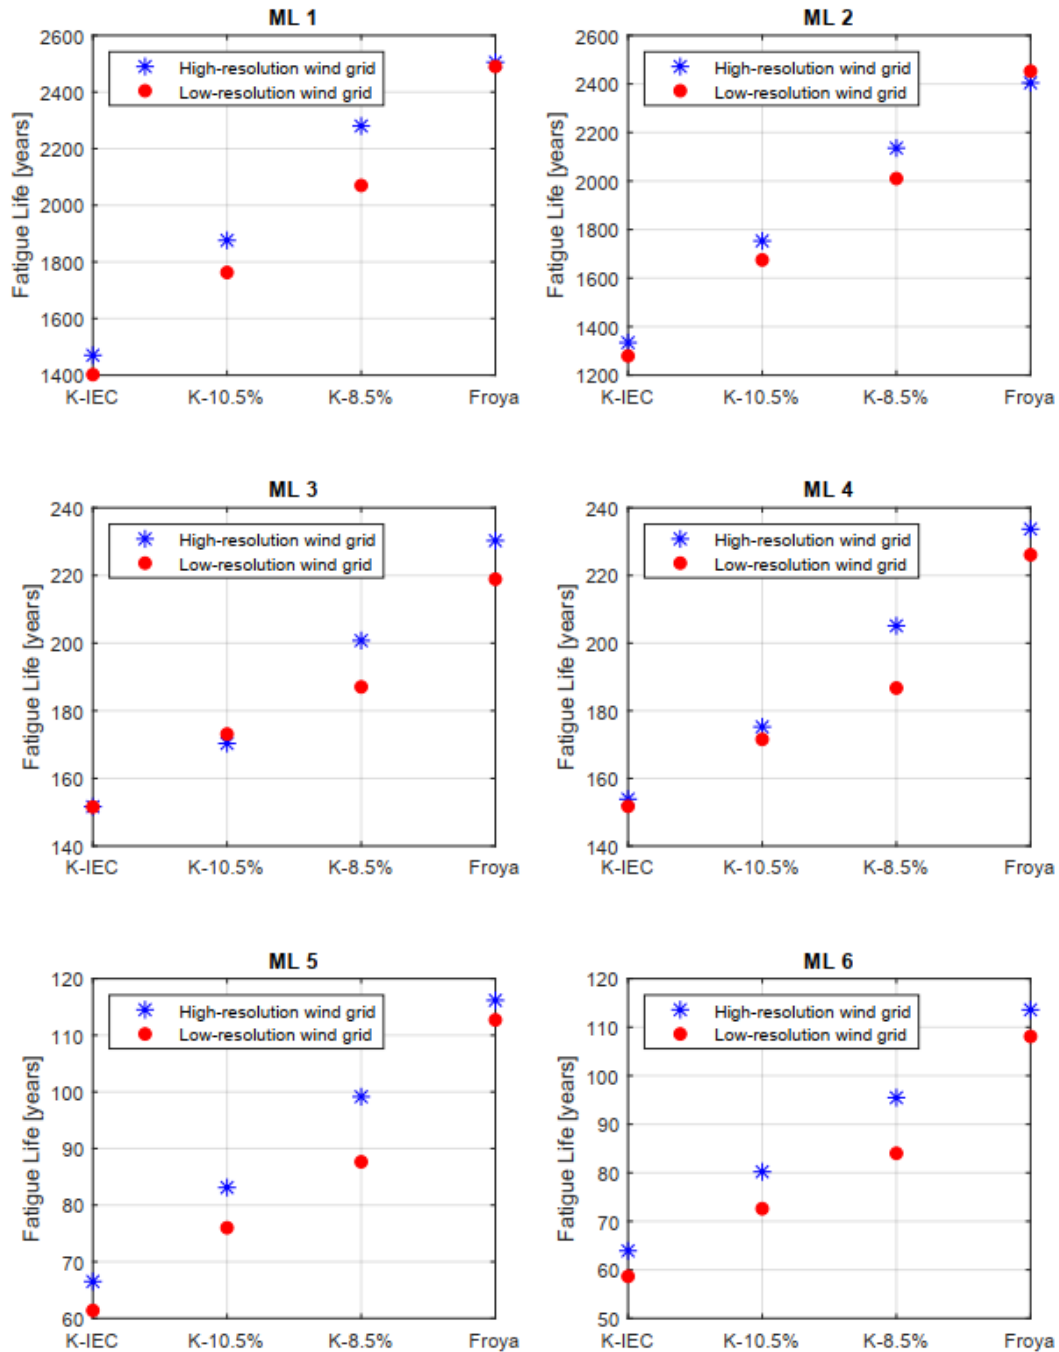 ML 1
2600
2400
2200
2000
1800
1600
1400
Fatigue Life [years]
High-resolution wind grid
Low-resolution wind grid
K-IEC K-10.5% K-8.5% Froya
ML 2
2600
2400
2200
2000
1800
1600
1400
1200
Fatigue Life [years]
High-resolution wind grid
Low-resolution wind grid
K-IEC K-10.5% K-8.5% Froya
ML 3
240
220
200
180
160
140
Fatigue Life [years]
High-resolution wind grid
Low-resolution wind grid
K-IEC K-10.5% K-8.5% Froya
ML 4
240
220
200
180
160
140
Fatigue Life [years]
High-resolution wind grid
Low-resolution wind grid
K-IEC K-10.5% K-8.5% Froya
ML 5
120
110
100
90
80
70
60
Fatigue Life [years]
High-resolution wind grid
Low-resolution wind grid
K-IEC K-10.5% K-8.5% Froya
ML 6
120
110
100
90
80
70
60
50
Fatigue Life [years]
High-resolution wind grid
Low-resolution wind grid
K-IEC K-10.5% K-8.5% Froya